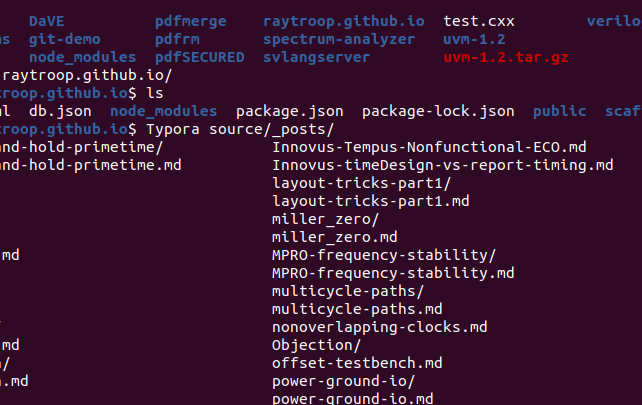 DaVE pdfmerge raytroop.github.io test.cxx verilo
ns git-demo pdfrm spectrum-analyzer uvm-1.2
node_modules pdfSECURED svlangserver uvm-1.2.tar.gz
raytroop.github.io/
troop.github.io$ ls
ml db.json node_modules package.json package-lock.json public scaf
troop.github.io$ Typora source/_posts/
and-hold-primetime/ Innovus-Tempus-Nonfunctional-ECO.md
and-hold-primetime.md Innovus-timeDesign-vs-report-timing.md
layout-tricks-part1/
layout-tricks-part1.md
miller_zero/
miller_zero.md
.md MPRO-frequency-stability/
MPRO-frequency-stability.md
multicycle-paths/
multicycle-paths.md
/ nonoverlapping-clocks.md
.md Objection/
/ offset-testbench.md
.md power-ground-io/
power-ground-io.md